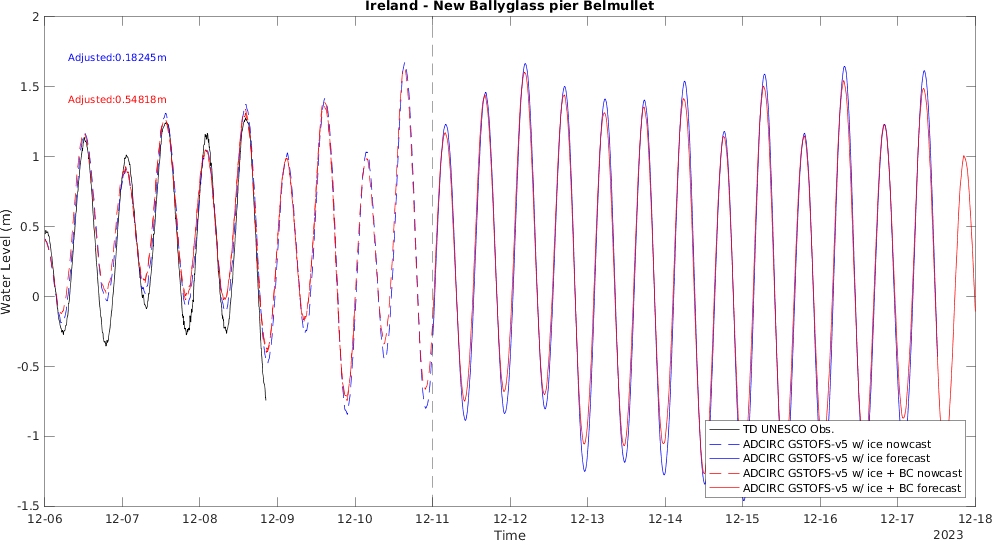 Ireland - New Ballyglass pier Belmullet
Adjusted:0.18245m
Adjusted:0.54818m
Water Level (m)
2
1.5
1
0.5
0
-0.5
-1
-1.5
TD UNESCO Obs.
ADCIRC GSTOFS-v5 w/ ice nowcast
ADCIRC GSTOFS-v5 w/ ice forecast
ADCIRC GSTOFS-v5 w/ ice + BC nowcast
ADCIRC GSTOFS-v5 w/ ice + BC forecast
12-06 12-07 12-08 12-09 12-10 12-11 12-12 12-13 12-14 12-15 12-16 12-17 12-18
Time
2023